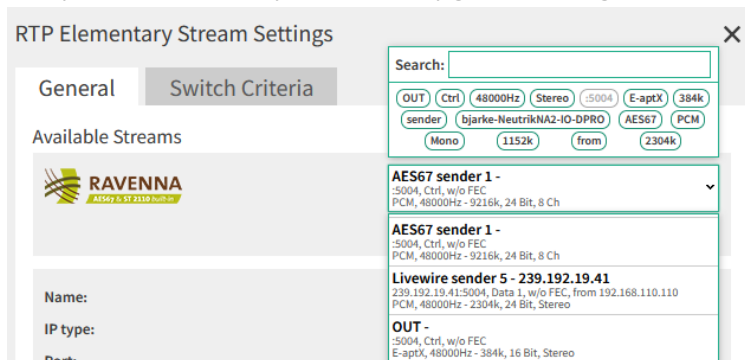 RTP Elementary Stream Settings
General
Switch Criteria
Available Streams
RAVENNA
AES67 & ST 2110 built-in
Name:
IP type:
Port:
Search:
OUT Ctrl 48000Hz Stereo :5004 E-aptX 384k
sender bjarke-NeutrikNA2-IO-DPRO AES67 PCM
Mono 1152k from 2304k
AES67 sender 1 -
:5004, Ctrl, w/o FEC
PCM, 48000Hz - 9216k, 24 Bit, 8 Ch
AES67 sender 1 -
:5004, Ctrl, w/o FEC
PCM, 48000Hz - 9216k, 24 Bit, 8 Ch
Livewire sender 5 - 239.192.19.41
239.192.19.41:5004, Data 1, w/o FEC, from 192.168.110.110
PCM, 48000Hz - 2304k, 24 Bit, Stereo
OUT -
:5004, Ctrl, w/o FEC
E-aptX, 48000Hz - 384k, 16 Bit, Stereo